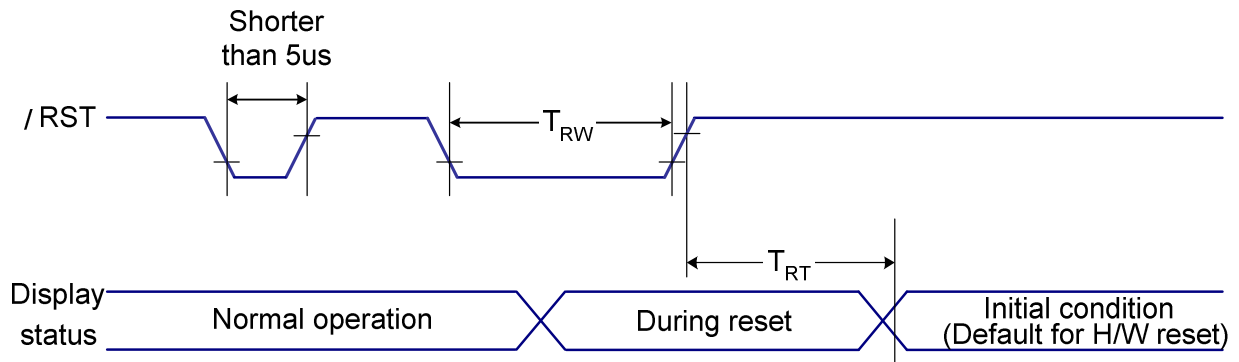 Shorter
than 5us
/ RST
TRW
TRT
Display
status
Normal operation
During reset
Initial condition
(Default for H/W reset)